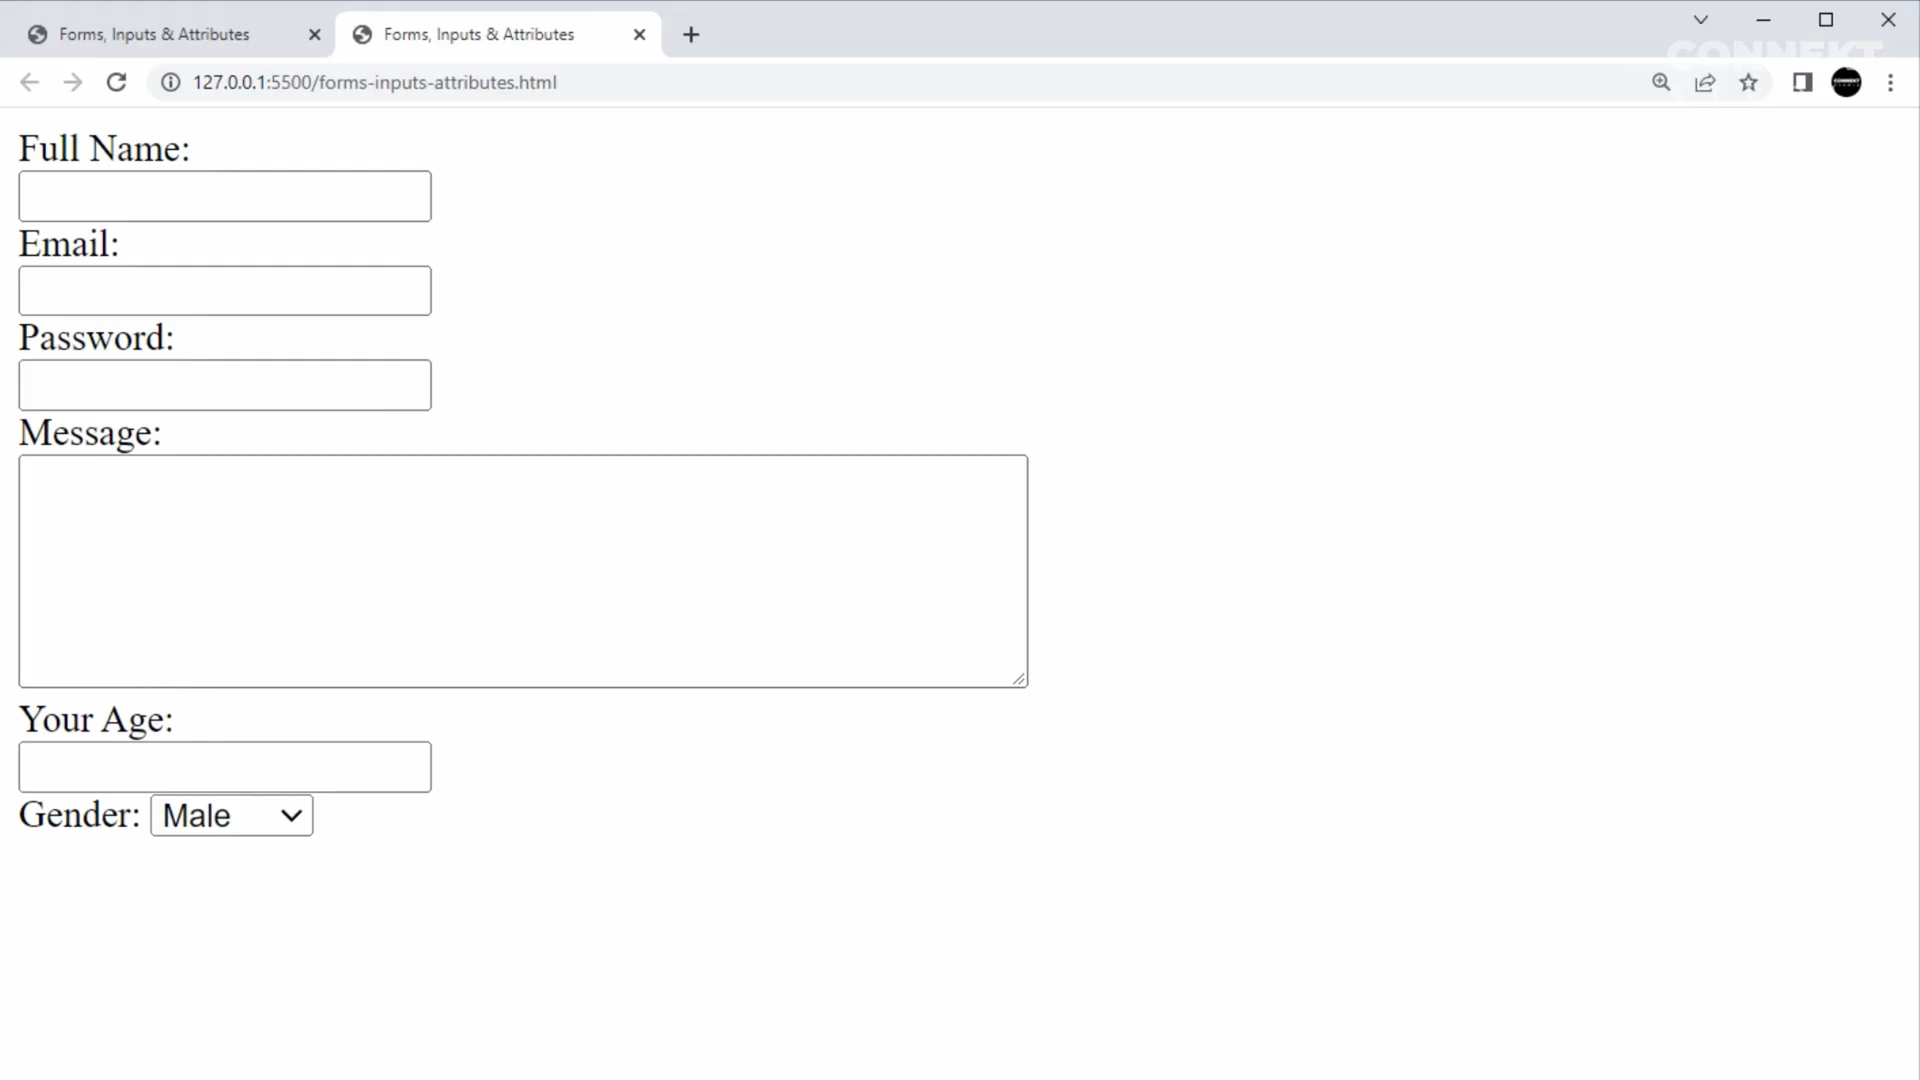 Forms, Inputs & Attributes
Forms, Inputs & Attributes
CONNEKT
127.0.0.1:5500/forms-inputs-attributes.html
Full Name:
Email:
Password:
Message:
Your Age:
Gender: Male